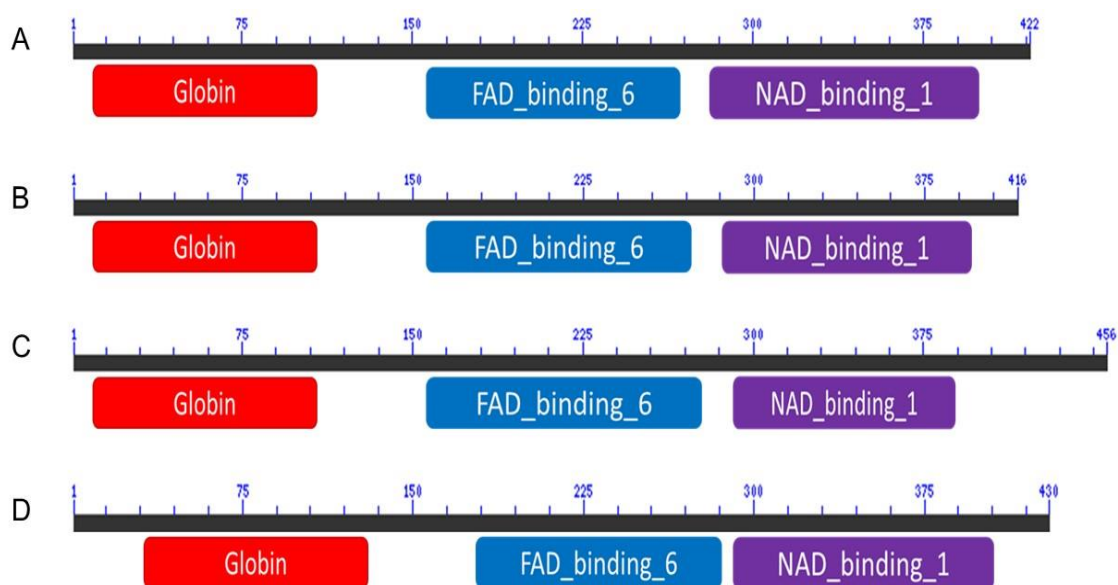 1 75 150 225 300 375 422
A
Globin FAD_binding_6 NAD_binding_1
1 75 150 225 300 375 416
B
Globin FAD_binding_6 NAD_binding_1
1 75 150 225 300 375 456
C
Globin FAD_binding_6 NAD_binding_1
1 75 150 225 300 375 430
D
Globin FAD_binding_6 NAD_binding_1